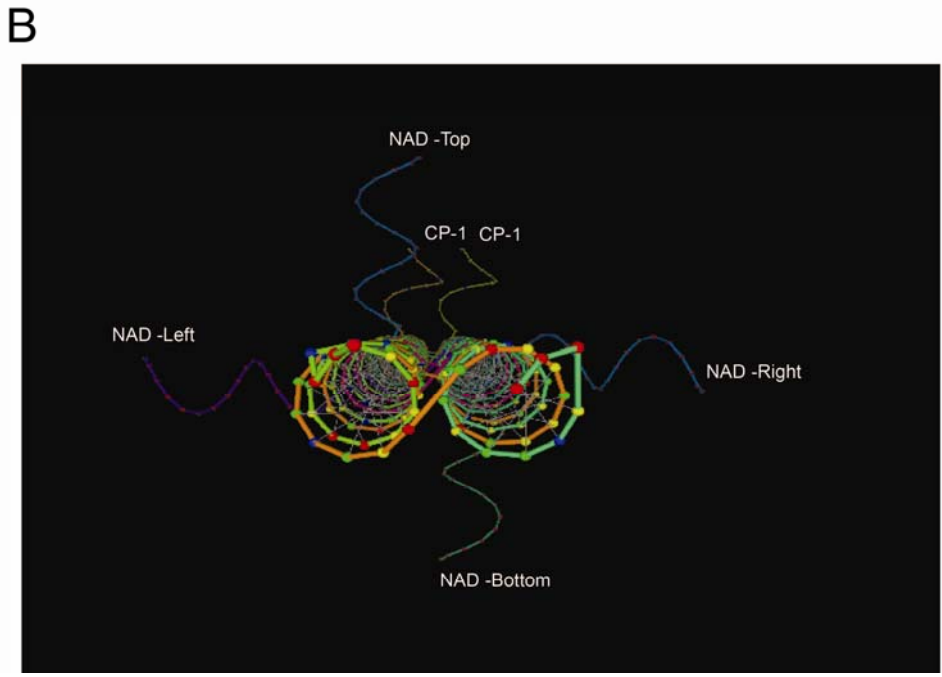 B
NAD -Top
CP-1 CP-1
NAD -Left
NAD -Right
NAD -Bottom